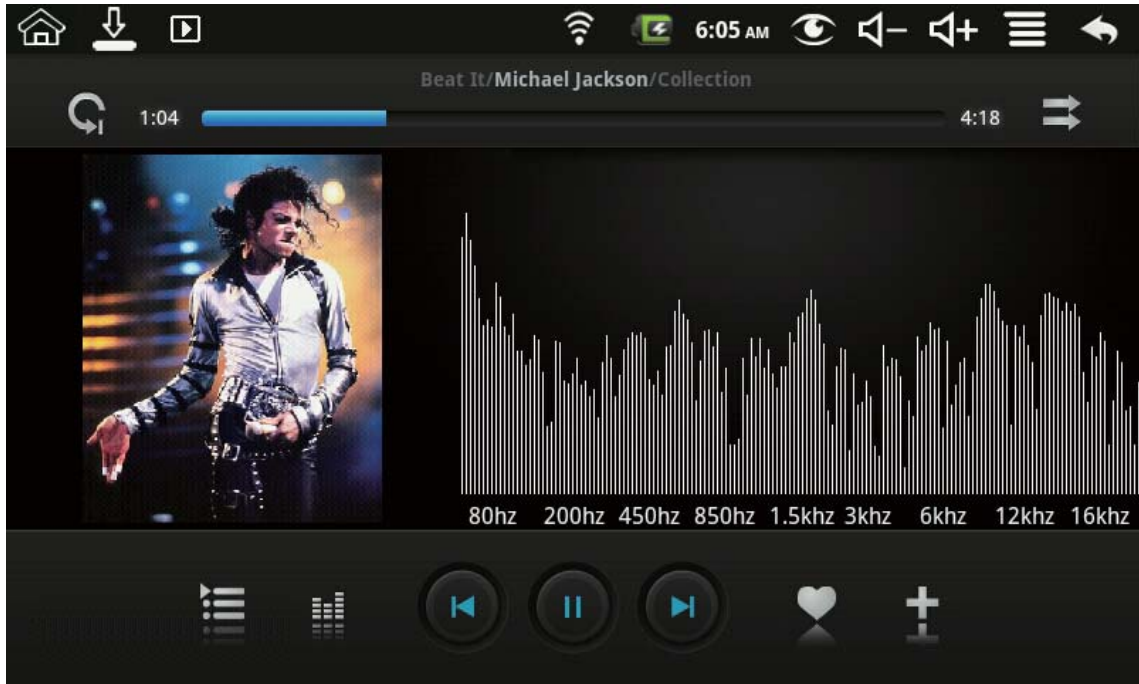 6:05 AM
Beat It/Michael Jackson/Collection
1:04
4:18
80hz 200hz 450hz 850hz 1.5khz 3khz 6khz 12khz 16khz